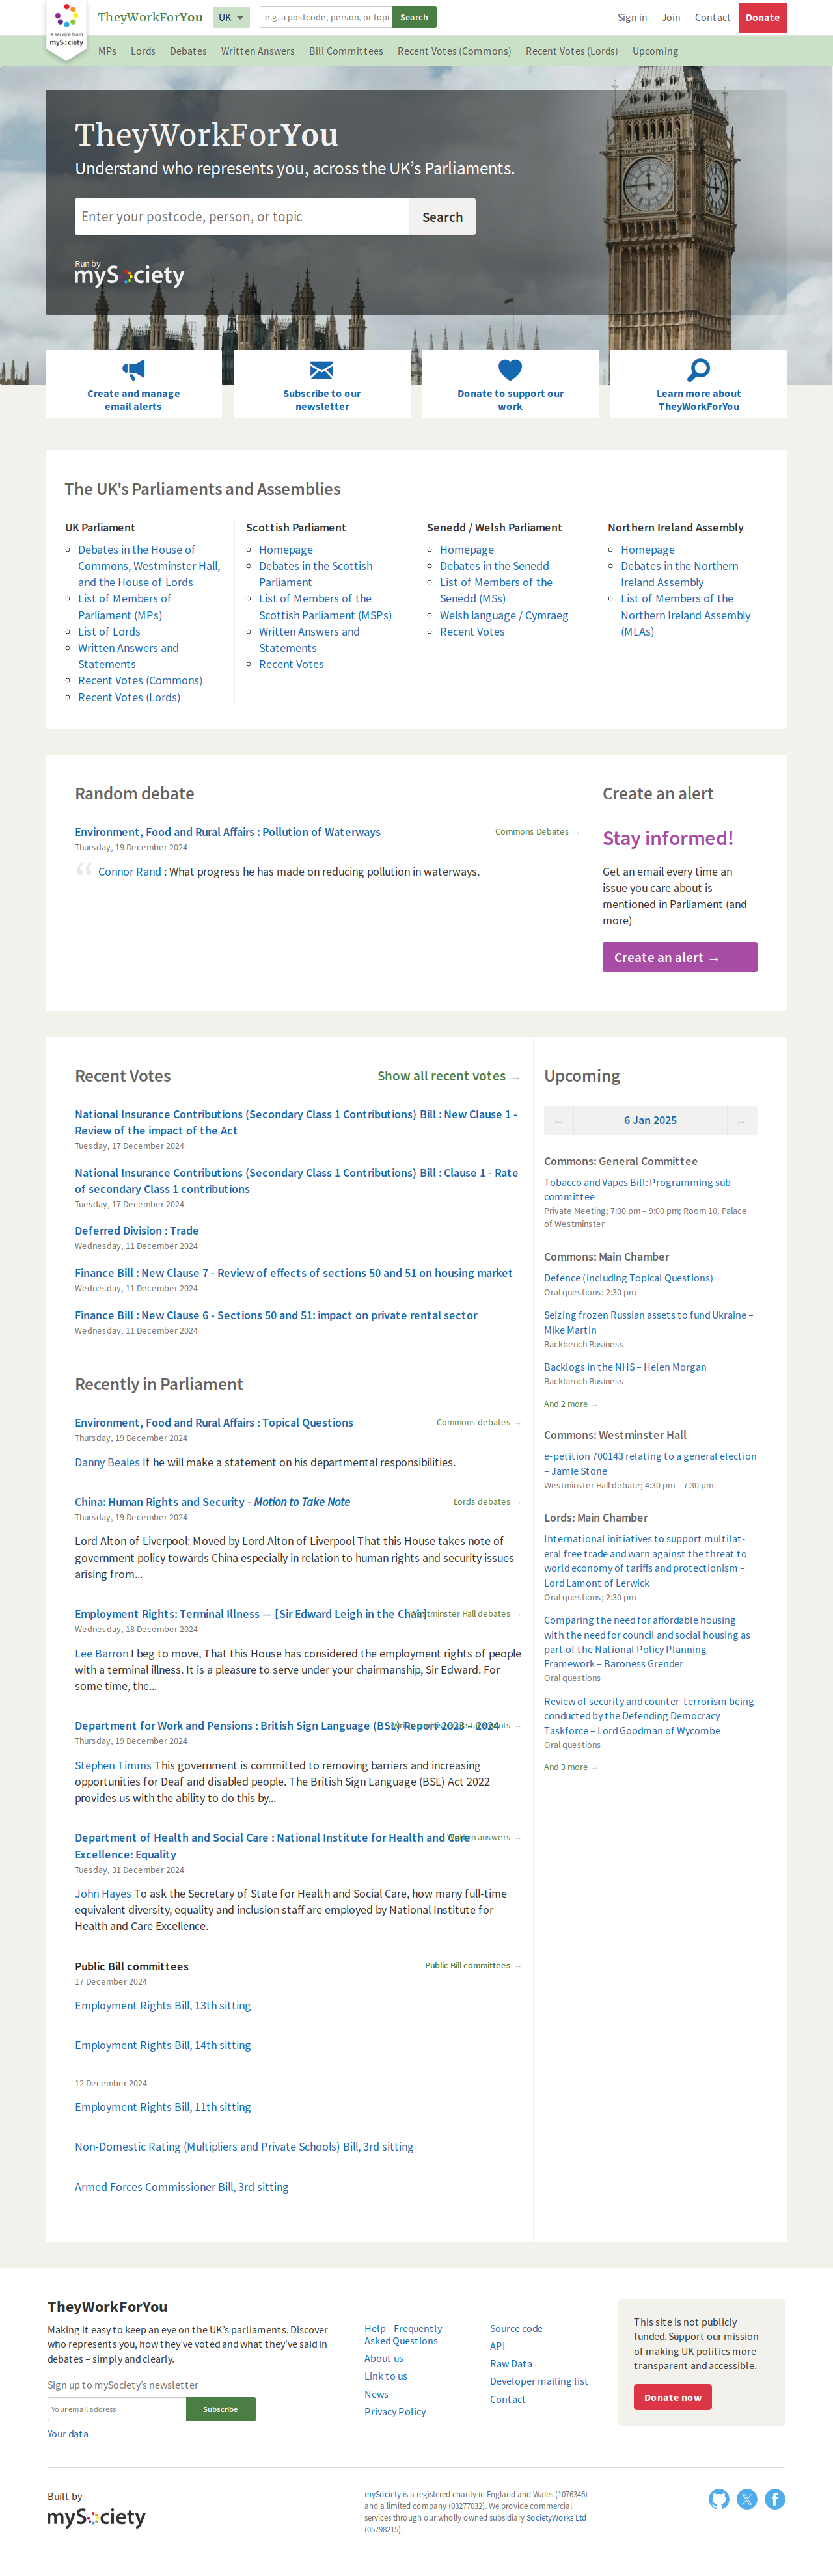 A service from
mySociety
TheyWorkForYou
UK
e.g. a postcode, person, or topi
Search
Sign in
Join
Contact
Donate
MPs
Lords
Debates
Written Answers
Bill Committees
Recent Votes (Commons)
Recent Votes (Lords)
Upcoming
TheyWorkForYou
Understand who represents you, across the UK's Parliaments.
Enter your postcode, person, or topic
Search
Run by
mySociety
Create and manage
email alerts
Subscribe to our
newsletter
Donate to support our
work
Learn more about
TheyWorkForYou
The UK's Parliaments and Assemblies
UK Parliament
Debates in the House of
Commons, Westminster Hall,
and the House of Lords
List of Members of
Parliament (MPs)
List of Lords
Written Answers and
Statements
Recent Votes (Commons)
Recent Votes (Lords)
Scottish Parliament
Homepage
Debates in the Scottish
Parliament
List of Members of the
Scottish Parliament (MSPs)
Written Answers and
Statements
Recent Votes
Senedd / Welsh Parliament
Homepage
Debates in the Senedd
List of Members of the
Senedd (MSs)
Welsh language / Cymraeg
Recent Votes
Northern Ireland Assembly
Homepage
Debates in the Northern
Ireland Assembly
List of Members of the
Northern Ireland Assembly
(MLAs)
Random debate
Environment, Food and Rural Affairs : Pollution of Waterways
Commons Debates →
Thursday, 19 December 2024
“ Connor Rand : What progress he has made on reducing pollution in waterways.
Create an alert
Stay informed!
Get an email every time an
issue you care about is
mentioned in Parliament (and
more)
Create an alert →
Recent Votes
Show all recent votes →
National Insurance Contributions (Secondary Class 1 Contributions) Bill : New Clause 1 -
Review of the impact of the Act
Tuesday, 17 December 2024
National Insurance Contributions (Secondary Class 1 Contributions) Bill : Clause 1 - Rate
of secondary Class 1 contributions
Tuesday, 17 December 2024
Deferred Division : Trade
Wednesday, 11 December 2024
Finance Bill : New Clause 7 - Review of effects of sections 50 and 51 on housing market
Wednesday, 11 December 2024
Finance Bill : New Clause 6 - Sections 50 and 51: impact on private rental sector
Wednesday, 11 December 2024
Recently in Parliament
Environment, Food and Rural Affairs : Topical Questions
Commons debates →
Thursday, 19 December 2024
Danny Beales If he will make a statement on his departmental responsibilities.
China: Human Rights and Security - Motion to Take Note
Lords debates →
Thursday, 19 December 2024
Lord Alton of Liverpool: Moved by Lord Alton of Liverpool That this House takes note of
government policy towards China especially in relation to human rights and security issues
arising from...
Employment Rights: Terminal Illness — [Sir Edward Leigh in the Chair]
Westminster Hall debates →
Wednesday, 18 December 2024
Lee Barron I beg to move, That this House has considered the employment rights of people
with a terminal illness. It is a pleasure to serve under your chairmanship, Sir Edward. For
some time, the...
Department for Work and Pensions : British Sign Language (BSL) Report 2023 - 2024
statements →
Thursday, 19 December 2024
Stephen Timms This government is committed to removing barriers and increasing
opportunities for Deaf and disabled people. The British Sign Language (BSL) Act 2022
provides us with the ability to do this by...
Department of Health and Social Care : National Institute for Health and Care
Written answers →
Excellence: Equality
Tuesday, 31 December 2024
John Hayes To ask the Secretary of State for Health and Social Care, how many full-time
equivalent diversity, equality and inclusion staff are employed by National Institute for
Health and Care Excellence.
Public Bill committees
Public Bill committees →
17 December 2024
Employment Rights Bill, 13th sitting
Employment Rights Bill, 14th sitting
12 December 2024
Employment Rights Bill, 11th sitting
Non-Domestic Rating (Multipliers and Private Schools) Bill, 3rd sitting
Armed Forces Commissioner Bill, 3rd sitting
Upcoming
← 6 Jan 2025 →
Commons: General Committee
Tobacco and Vapes Bill: Programming sub
committee
Private Meeting; 7:00 pm – 9:00 pm; Room 10, Palace
of Westminster
Commons: Main Chamber
Defence (including Topical Questions)
Oral questions; 2:30 pm
Seizing frozen Russian assets to fund Ukraine –
Mike Martin
Backbench Business
Backlogs in the NHS – Helen Morgan
Backbench Business
And 2 more →
Commons: Westminster Hall
e-petition 700143 relating to a general election
– Jamie Stone
Westminster Hall debate; 4:30 pm – 7:30 pm
Lords: Main Chamber
International initiatives to support multilat-
eral free trade and warn against the threat to
world economy of tariffs and protectionism –
Lord Lamont of Lerwick
Oral questions; 2:30 pm
Comparing the need for affordable housing
with the need for council and social housing as
part of the National Policy Planning
Framework – Baroness Grender
Oral questions
Review of security and counter-terrorism being
conducted by the Defending Democracy
Taskforce – Lord Goodman of Wycombe
Oral questions
And 3 more →
TheyWorkForYou
Making it easy to keep an eye on the UK's parliaments. Discover
who represents you, how they've voted and what they've said in
debates – simply and clearly.
Sign up to mySociety's newsletter
Your email address
Subscribe
Your data
Help - Frequently
Asked Questions
About us
Link to us
News
Privacy Policy
Source code
API
Raw Data
Developer mailing list
Contact
This site is not publicly
funded. Support our mission
of making UK politics more
transparent and accessible.
Donate now
Built by
mySociety
mySociety is a registered charity in England and Wales (1076346)
and a limited company (03277032). We provide commercial
services through our wholly owned subsidiary SocietyWorks Ltd
(05798215).